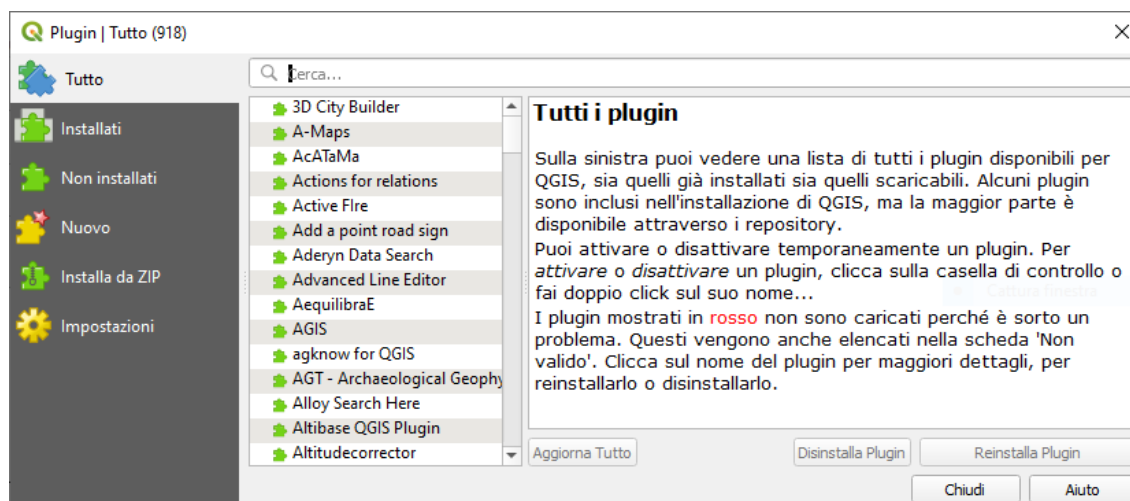 Plugin | Tutto (918)
Tutto
Installati
Non installati
Nuovo
Installa da ZIP
Impostazioni
Cerca...
3D City Builder
A-Maps
AcATaMa
Actions for relations
Active FIre
Add a point road sign
Aderyn Data Search
Advanced Line Editor
AequilibraE
AGIS
agknow for QGIS
AGT - Archaeological Geophy
Alloy Search Here
Altibase QGIS Plugin
Altitudecorrector
Tutti i plugin
Sulla sinistra puoi vedere una lista di tutti i plugin disponibili per
QGIS, sia quelli già installati sia quelli scaricabili. Alcuni plugin
sono inclusi nell'installazione di QGIS, ma la maggior parte è
disponibile attraverso i repository.
Puoi attivare o disattivare temporaneamente un plugin. Per
attivare o disattivare un plugin, clicca sulla casella di controllo o
fai doppio click sul suo nome...
I plugin mostrati in rosso non sono caricati perché è sorto un
problema. Questi vengono anche elencati nella scheda 'Non
valido'. Clicca sul nome del plugin per maggiori dettagli, per
reinstallarlo o disinstallarlo.
Cattura finestra
Aggiorna Tutto
Disinstalla Plugin
Reinstalla Plugin
Chiudi
Aiuto